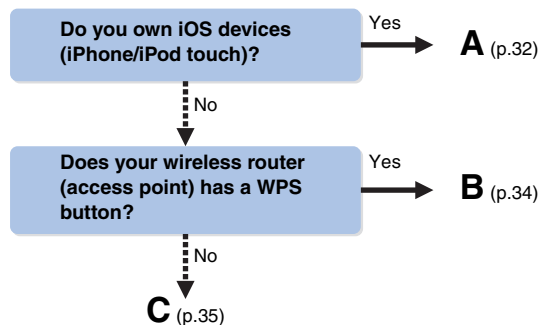 Do you own iOS devices
(iPhone/iPod touch)?
Yes
A (p.32)
No
Does your wireless router
(access point) has a WPS
button?
Yes
B (p.34)
No
C (p.35)